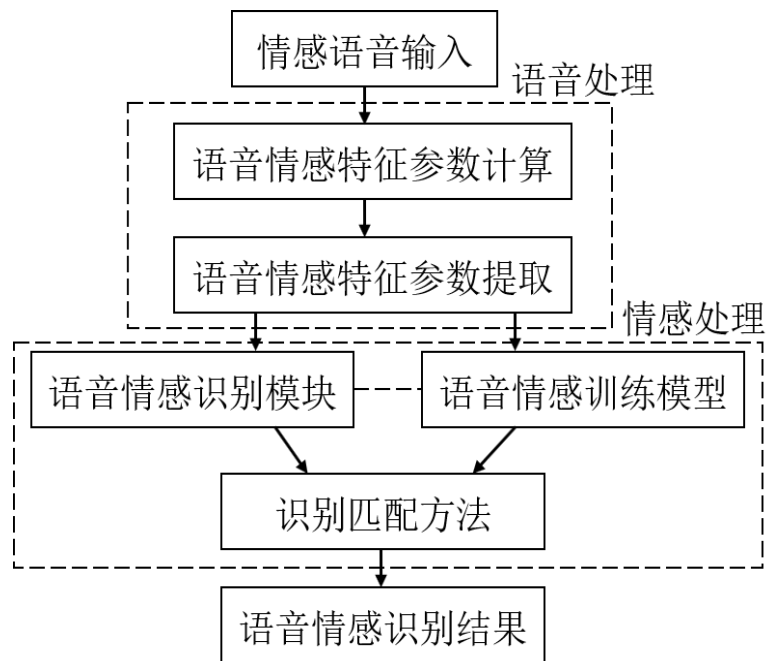 情感语音输入
语音处理
语音情感特征参数计算
语音情感特征参数提取
情感处理
语音情感识别模块
语音情感训练模型
识别匹配方法
语音情感识别结果